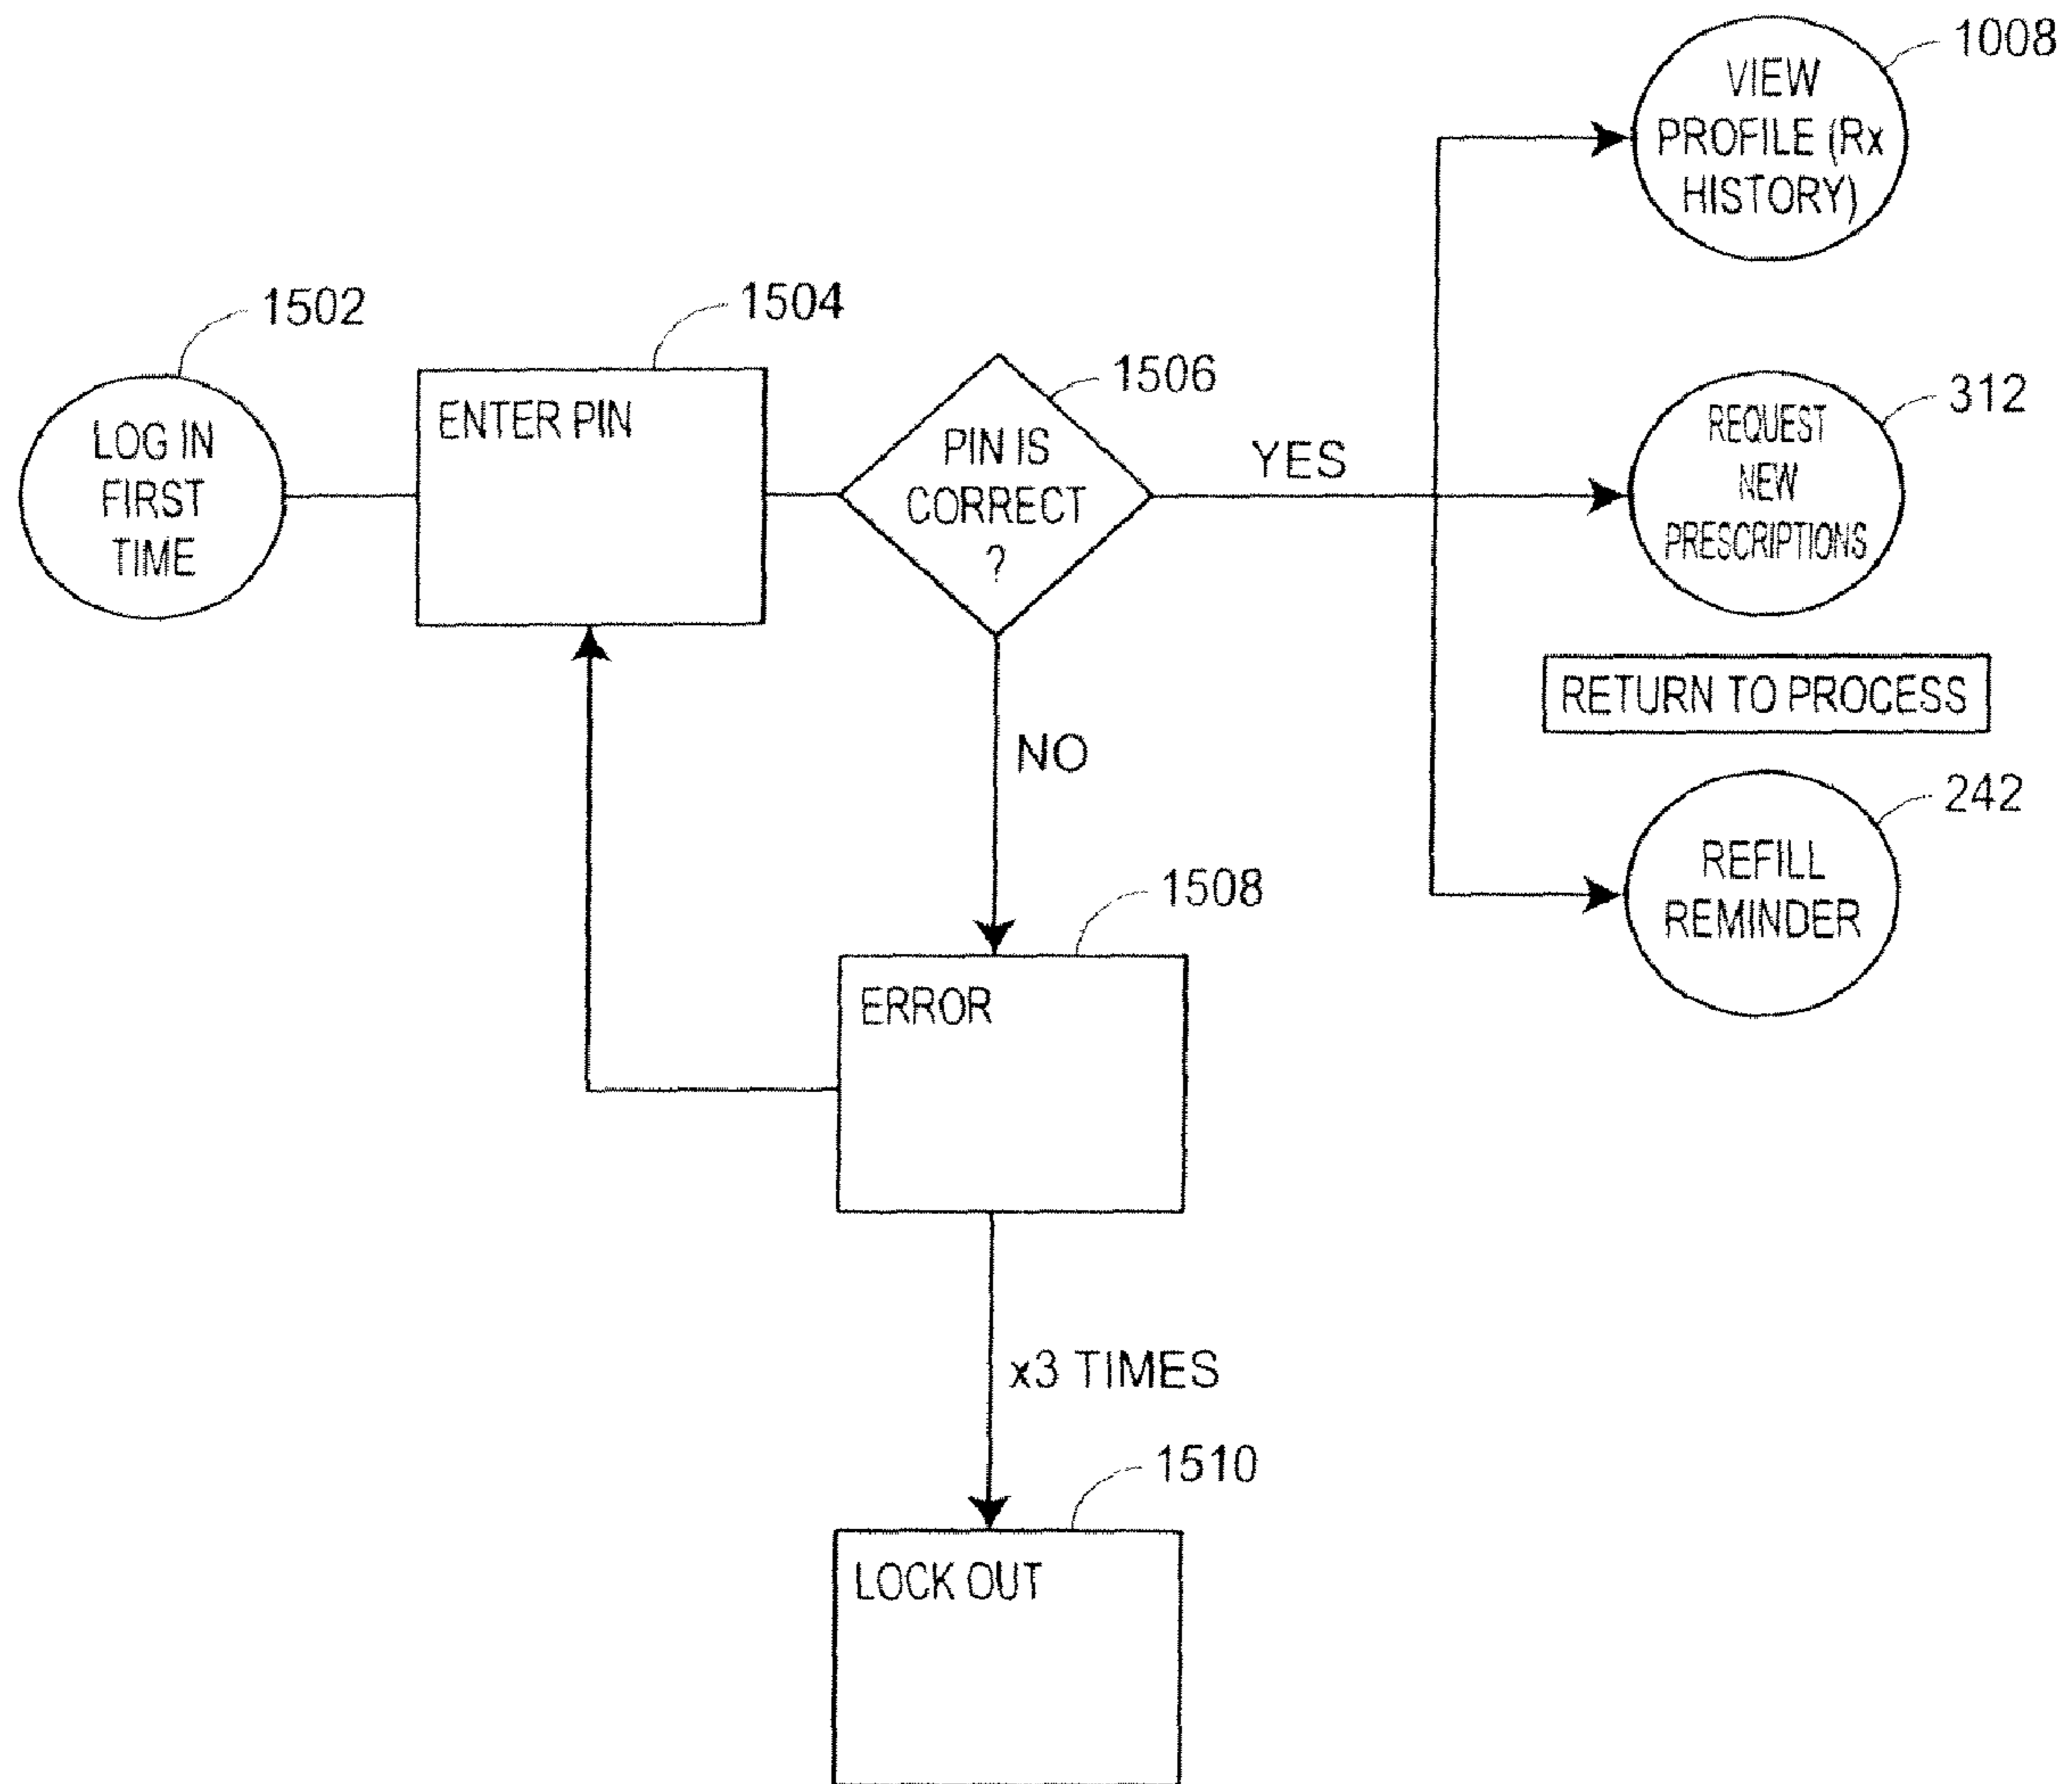 1008
VIEW
PROFILE (Rx
HISTORY)
1502
LOG IN
FIRST
TIME
1504
ENTER PIN
1506
PIN IS
CORRECT
?
YES
312
REQUEST
NEW
PRESCRIPTIONS
RETURN TO PROCESS
NO
242
REFILL
REMINDER
1508
ERROR
x3 TIMES
1510
LOCK OUT